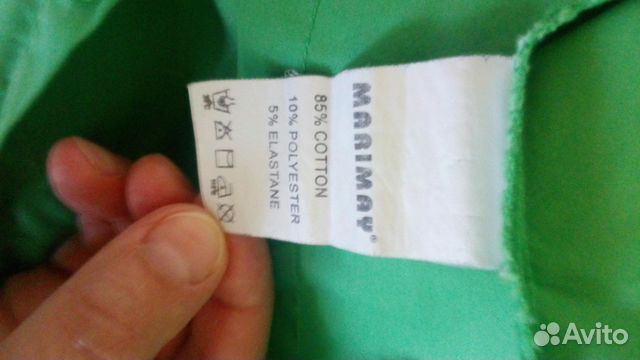 MARIMAY®
85% COTTON
10% POLYESTER
5% ELASTANE
Avito